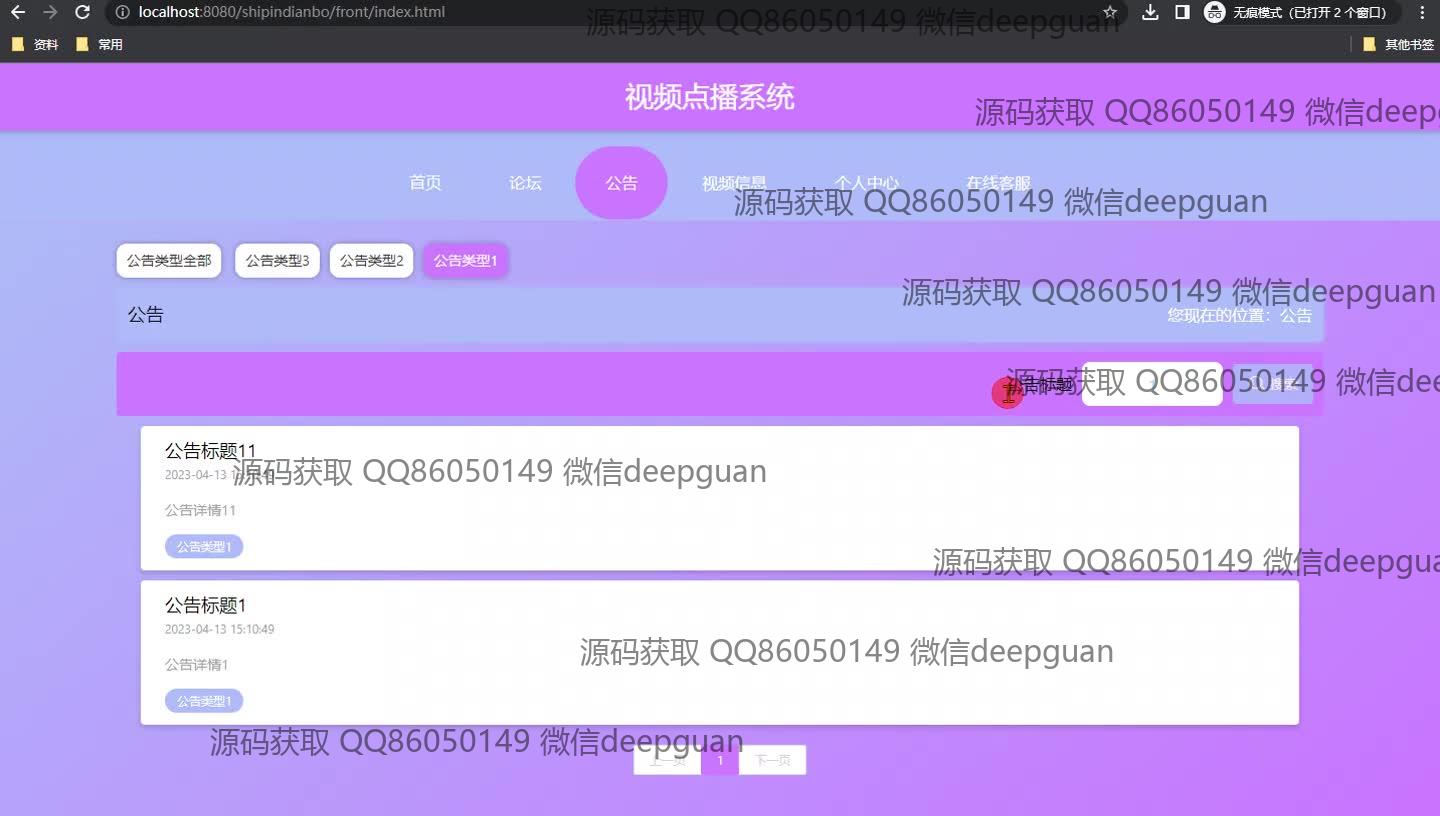 localhost:8080/shipindianbo/front/index.html
无痕模式（已打开 2 个窗口）
资料
常用
其他书签
源码获取 QQ86050149 微信deepguan
视频点播系统
源码获取 QQ86050149 微信deepg
首页
论坛
公告
视频信息
个人中心
在线客服
源码获取 QQ86050149 微信deepguan
公告类型全部
公告类型3
公告类型2
公告类型1
源码获取 QQ86050149 微信deepguan
公告
您现在的位置：公告
公告标题
搜索
源码获取 QQ86050149 微信dee
公告标题11
2023-04-13
源码获取 QQ86050149 微信deepguan
公告详情11
公告类型1
源码获取 QQ86050149 微信deepgua
公告标题1
2023-04-13 15:10:49
源码获取 QQ86050149 微信deepguan
公告详情1
公告类型1
源码获取 QQ86050149 微信deepguan
上一页
1
下一页